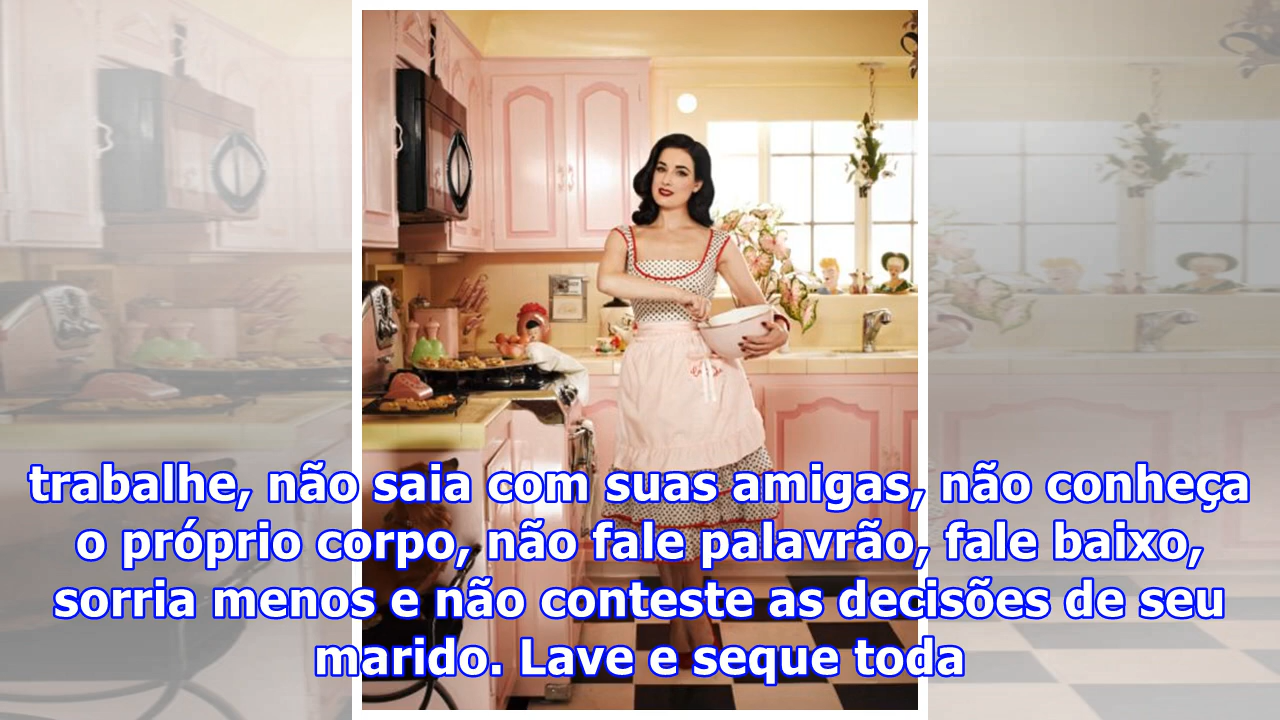 trabalhe, não saia com suas amigas, não conheça
o próprio corpo, não fale palavrão, fale baixo,
sorria menos e não conteste as decisões de seu
marido. Lave e seque toda